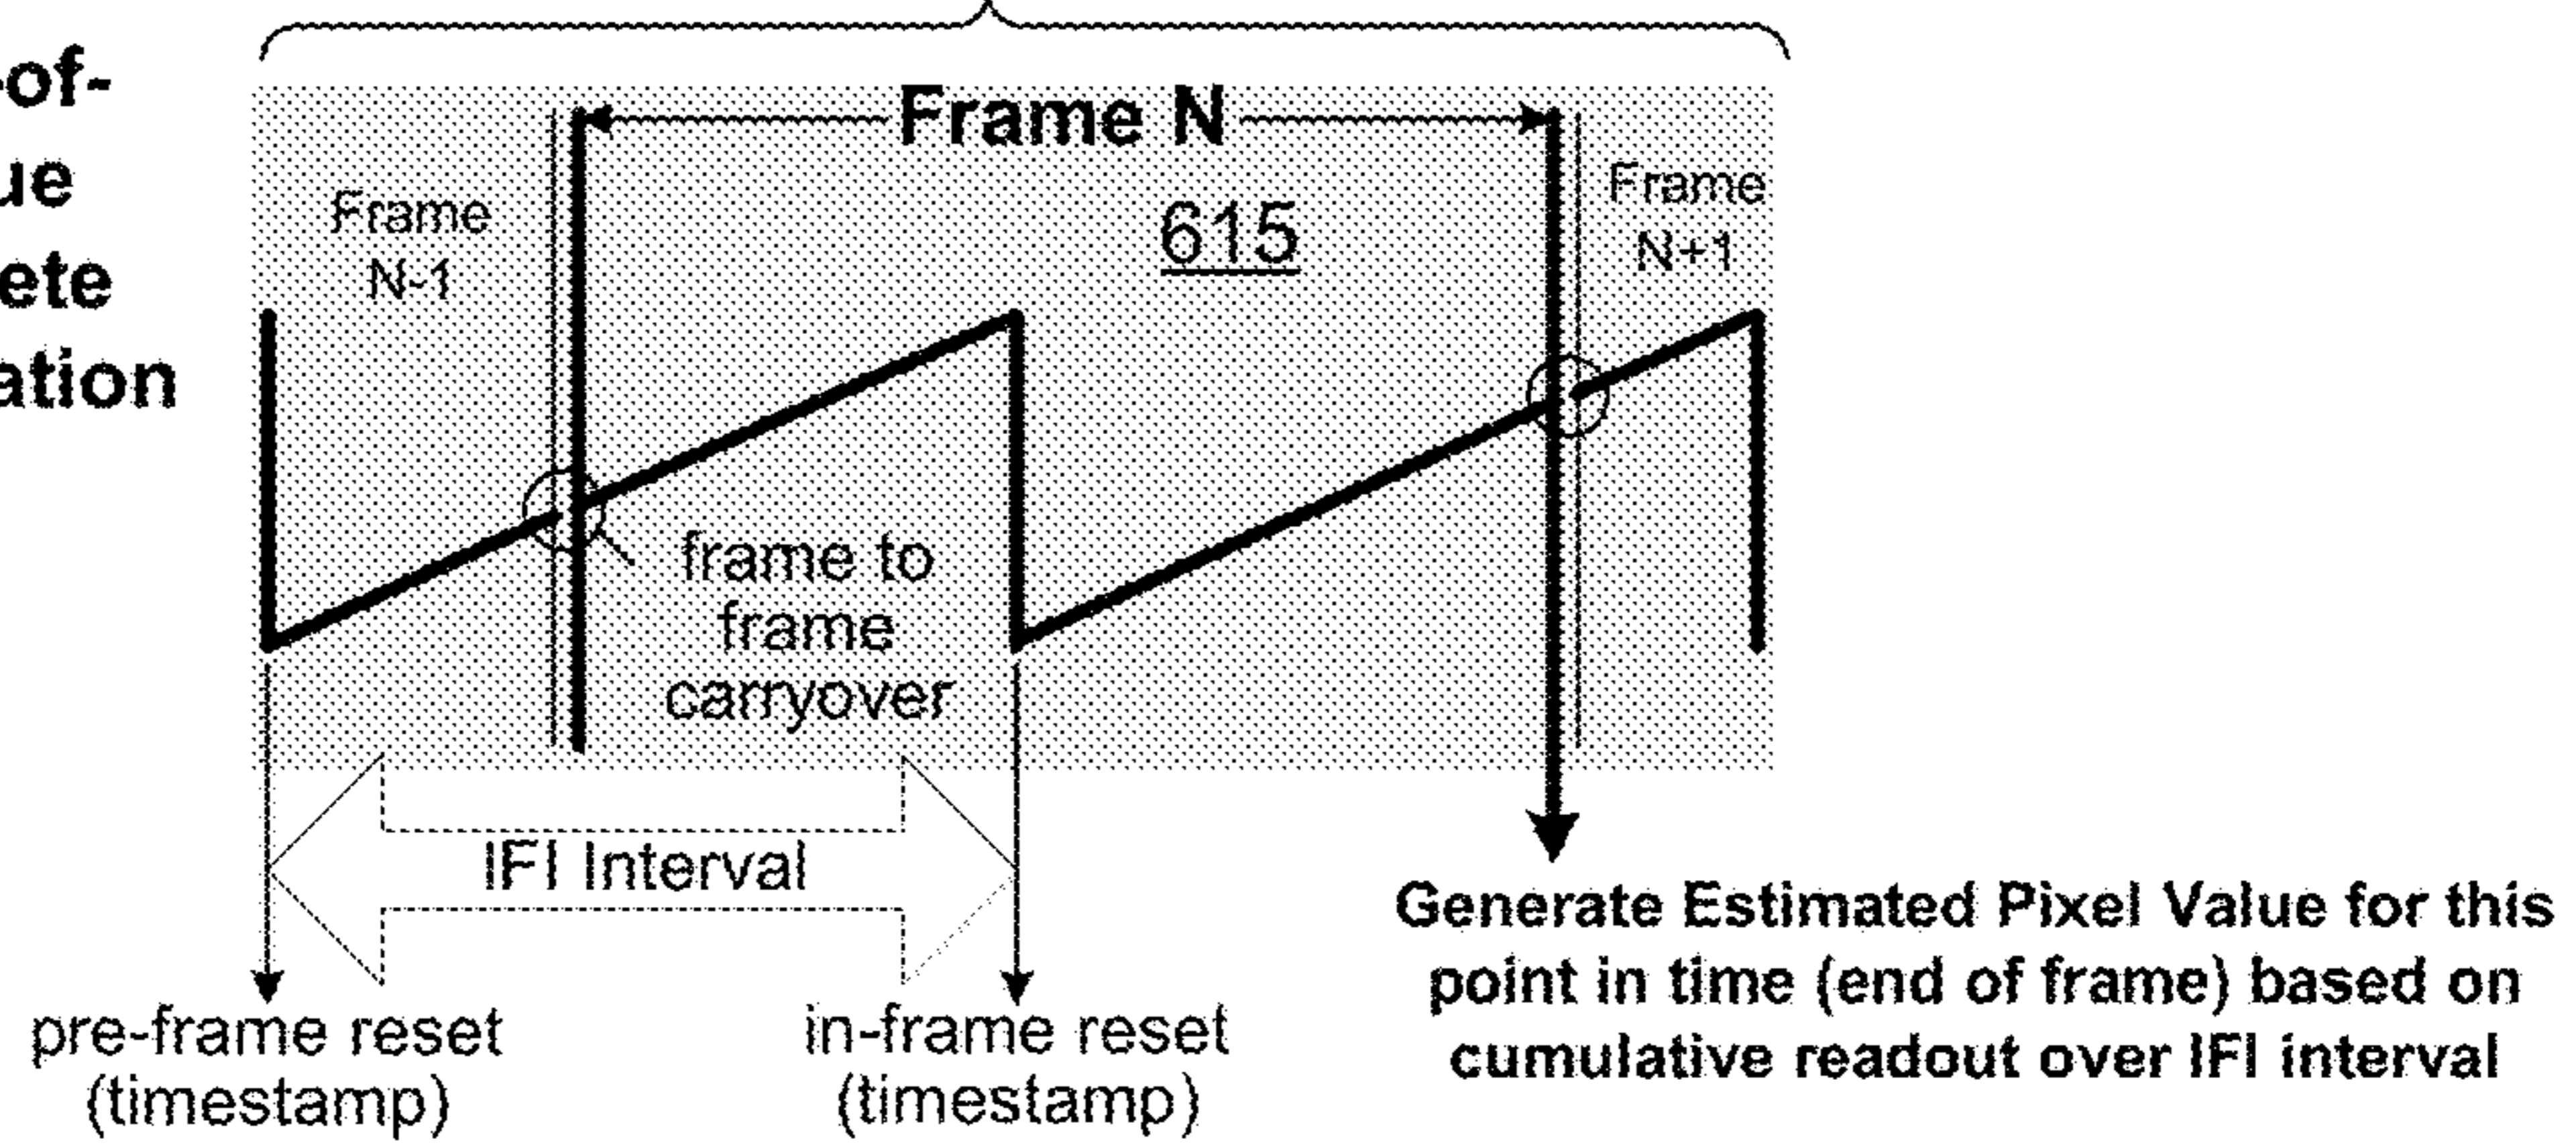 -of-
Frame N
Frame
N-1
615
Frame
N+1
frame to
frame
carryover
IFI Interval
pre-frame reset
(timestamp)
in-frame reset
(timestamp)
Generate Estimated Pixel Value for this
point in time (end of frame) based on
cumulative readout over IFI interval